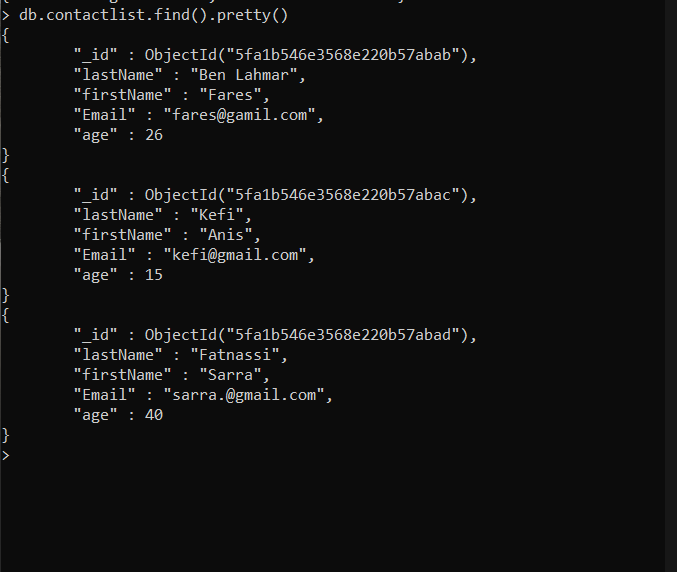 > db.contactlist.find().pretty()
{
"_id" : ObjectId("5fa1b546e3568e220b57abab"),
"lastName" : "Ben Lahmar",
"firstName" : "Fares",
"Email" : "fares@gamil.com",
"age" : 26
}
{
"_id" : ObjectId("5fa1b546e3568e220b57abac"),
"lastName" : "Kefi",
"firstName" : "Anis",
"Email" : "kefi@gmail.com",
"age" : 15
}
{
"_id" : ObjectId("5fa1b546e3568e220b57abad"),
"lastName" : "Fatnassi",
"firstName" : "Sarra",
"Email" : "sarra.@gmail.com",
"age" : 40
}
>